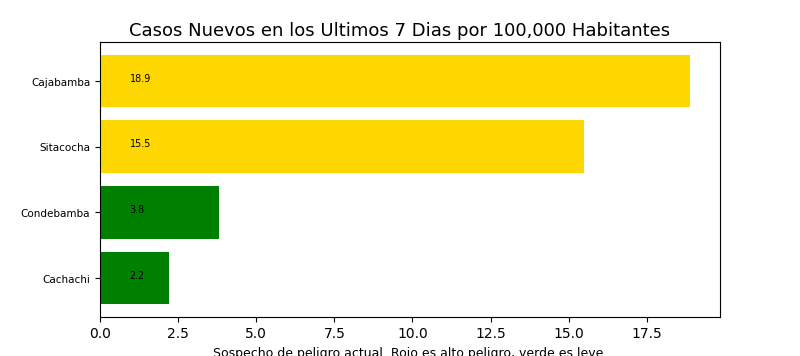 Casos Nuevos en los Ultimos 7 Dias por 100,000 Habitantes
Cajabamba
18.9
Sitacocha
15.5
Condebamba
3.8
Cachachi
2.2
0.0 2.5 5.0 7.5 10.0 12.5 15.0 17.5
Sospecho de peligro actual. Rojo es alto peligro, verde es leve